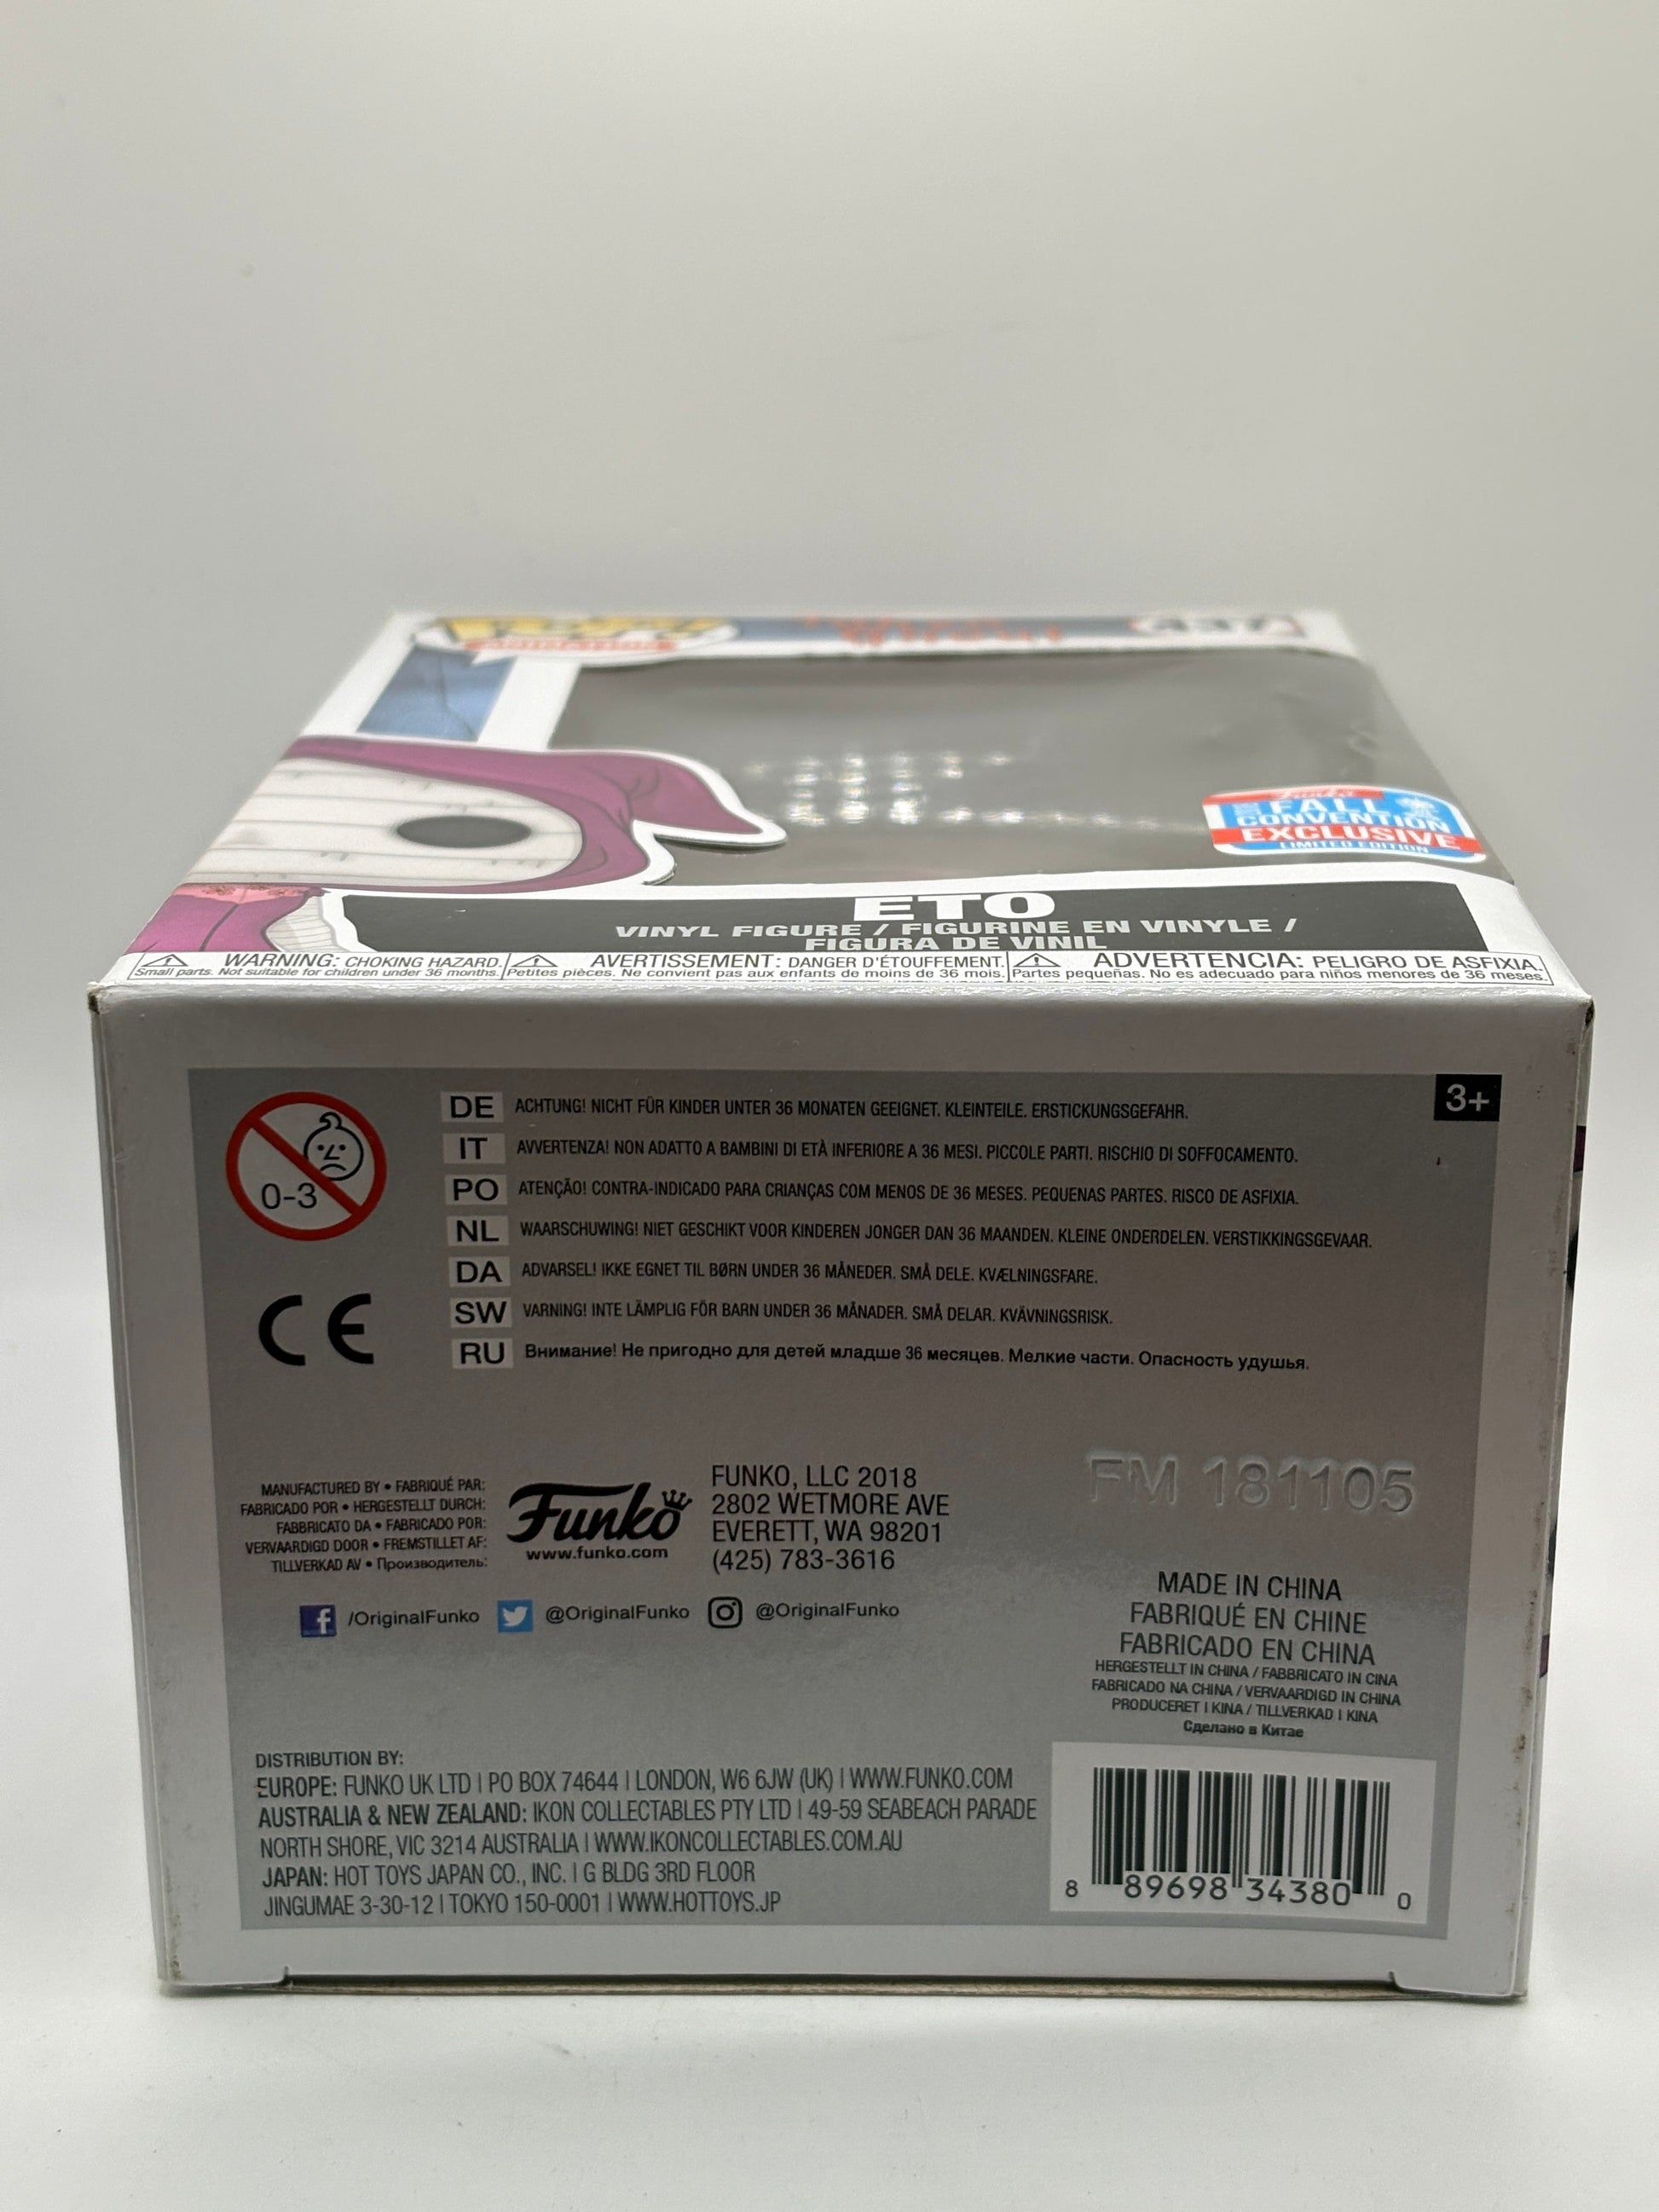 POP!
ANIMATION
437
Funko
FALL
CONVENTION
EXCLUSIVE
LIMITED EDITION
ETO
VINYL FIGURE / FIGURINE EN VINYLE /
FIGURA DE VINIL
WARNING: CHOKING HAZARD.
Small parts. Not suitable for children under 36 months.
AVERTISSEMENT: DANGER D'ÉTOUFFEMENT.
Petites pièces. Ne convient pas aux enfants de moins de 36 mois.
ADVERTENCIA: PELIGRO DE ASFIXIA.
Partes pequeñas. No es adecuado para niños menores de 36 meses.
3+
0-3
DE ACHTUNG! NICHT FÜR KINDER UNTER 36 MONATEN GEEIGNET. KLEINTEILE. ERSTICKUNGSGEFAHR.
IT AVVERTENZA! NON ADATTO A BAMBINI DI ETÀ INFERIORE A 36 MESI. PICCOLE PARTI. RISCHIO DI SOFFOCAMENTO.
PO ATENÇÃO! CONTRA-INDICADO PARA CRIANÇAS COM MENOS DE 36 MESES. PEQUENAS PARTES. RISCO DE ASFIXIA.
NL WAARSCHUWING! NIET GESCHIKT VOOR KINDEREN JONGER DAN 36 MAANDEN. KLEINE ONDERDELEN. VERSTIKKINGSGEVAAR.
DA ADVARSEL! IKKE EGNET TIL BØRN UNDER 36 MÅNEDER. SMÅ DELE. KVÆLNINGSFARE.
SW VARNING! INTE LÄMPLIG FÖR BARN UNDER 36 MÅNADER. SMÅ DELAR. KVÄVNINGSRISK.
RU Внимание! Не пригодно для детей младше 36 месяцев. Мелкие части. Опасность удушья.
CE
MANUFACTURED BY • FABRIQUÉ PAR:
FABRICADO POR • HERGESTELLT DURCH:
FABBRICATO DA • FABRICADO POR:
VERVAARDIGD DOOR • FREMSTILLET AF:
TILLVERKAD AV • Производитель:
Funko
www.funko.com
FUNKO, LLC 2018
2802 WETMORE AVE
EVERETT, WA 98201
(425) 783-3616
/OriginalFunko @OriginalFunko @OriginalFunko
FM 181105
MADE IN CHINA
FABRIQUÉ EN CHINE
FABRICADO EN CHINA
HERGESTELLT IN CHINA / FABBRICATO IN CINA
FABRICADO NA CHINA / VERVAARDIGD IN CHINA
PRODUCERET I KINA / TILLVERKAD I KINA
Сделано в Китае
DISTRIBUTION BY:
EUROPE: FUNKO UK LTD | PO BOX 74644 | LONDON, W6 6JW (UK) | WWW.FUNKO.COM
AUSTRALIA & NEW ZEALAND: IKON COLLECTABLES PTY LTD | 49-59 SEABEACH PARADE
NORTH SHORE, VIC 3214 AUSTRALIA | WWW.IKONCOLLECTABLES.COM.AU
JAPAN: HOT TOYS JAPAN CO., INC. | G BLDG 3RD FLOOR
JINGUMAE 3-30-12 | TOKYO 150-0001 | WWW.HOTTOYS.JP
8 89698 34380 0